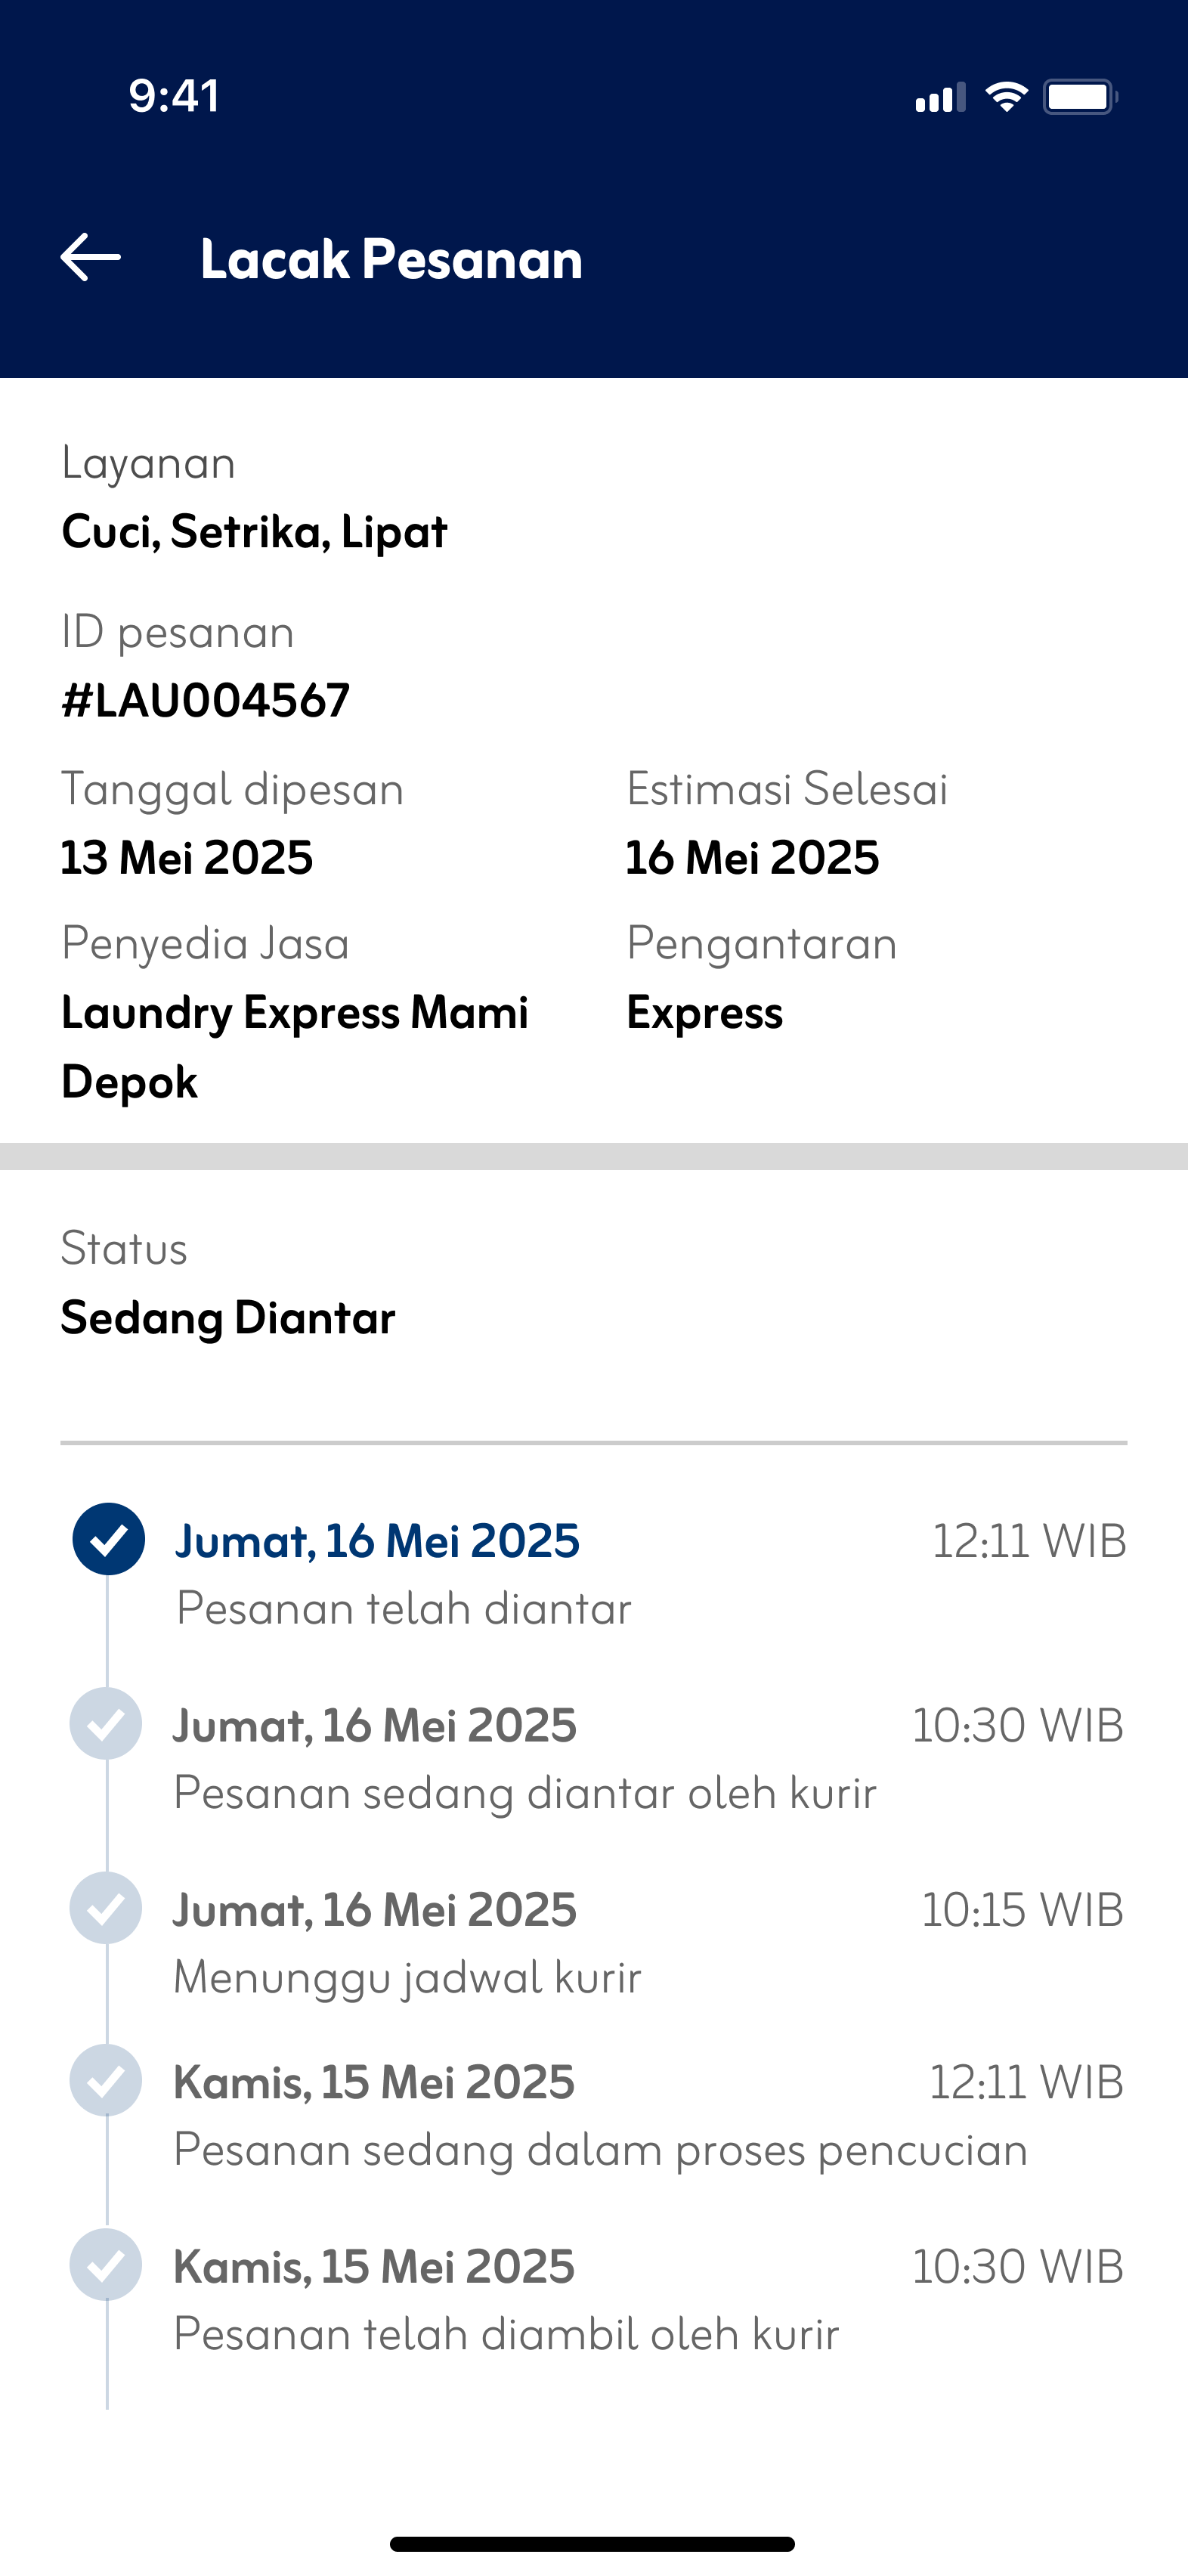 9:41
Lacak Pesanan
Layanan
Cuci, Setrika, Lipat
ID pesanan
#LAU004567
Tanggal dipesan
13 Mei 2025
Estimasi Selesai
16 Mei 2025
Penyedia Jasa
Laundry Express Mami
Depok
Pengantaran
Express
Status
Sedang Diantar
Jumat, 16 Mei 2025
12:11 WIB
Pesanan telah diantar
Jumat, 16 Mei 2025
10:30 WIB
Pesanan sedang diantar oleh kurir
Jumat, 16 Mei 2025
10:15 WIB
Menunggu jadwal kurir
Kamis, 15 Mei 2025
12:11 WIB
Pesanan sedang dalam proses pencucian
Kamis, 15 Mei 2025
10:30 WIB
Pesanan telah diambil oleh kurir